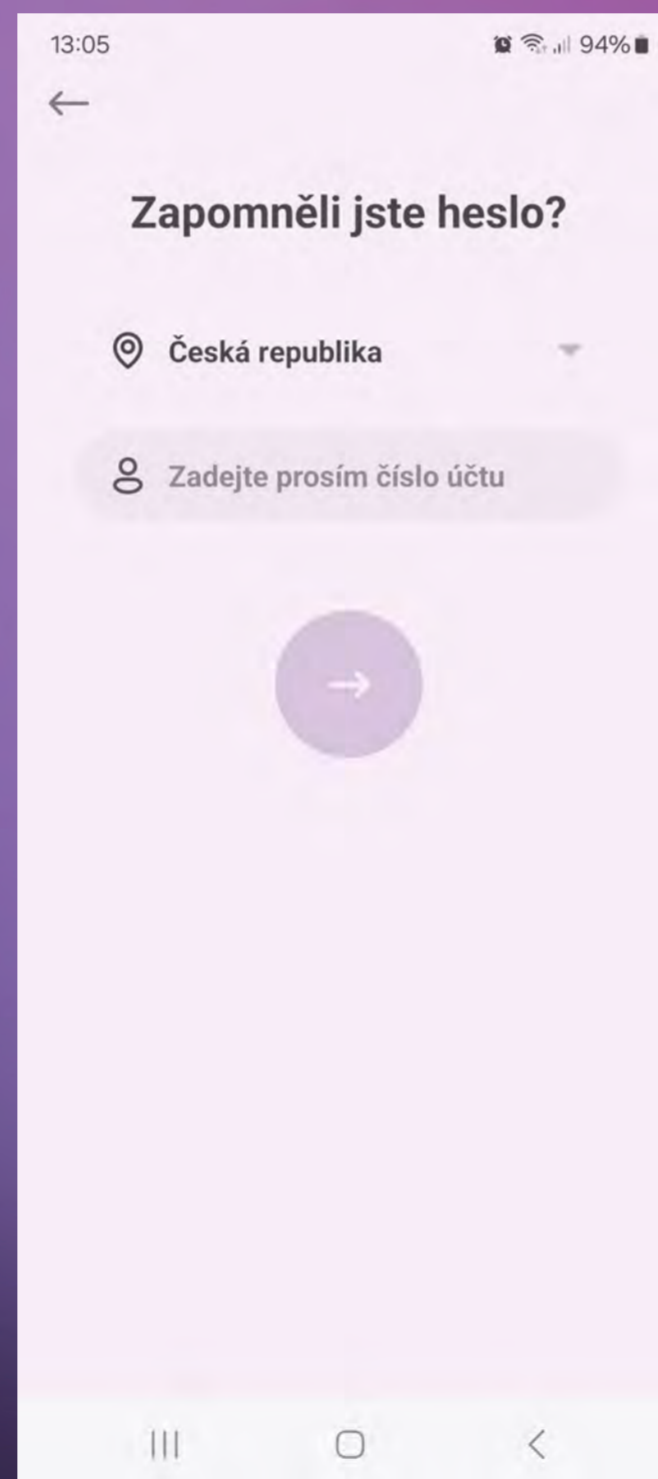 13:05
94%
Zapomněli jste heslo?
Česká republika
Zadejte prosím číslo účtu